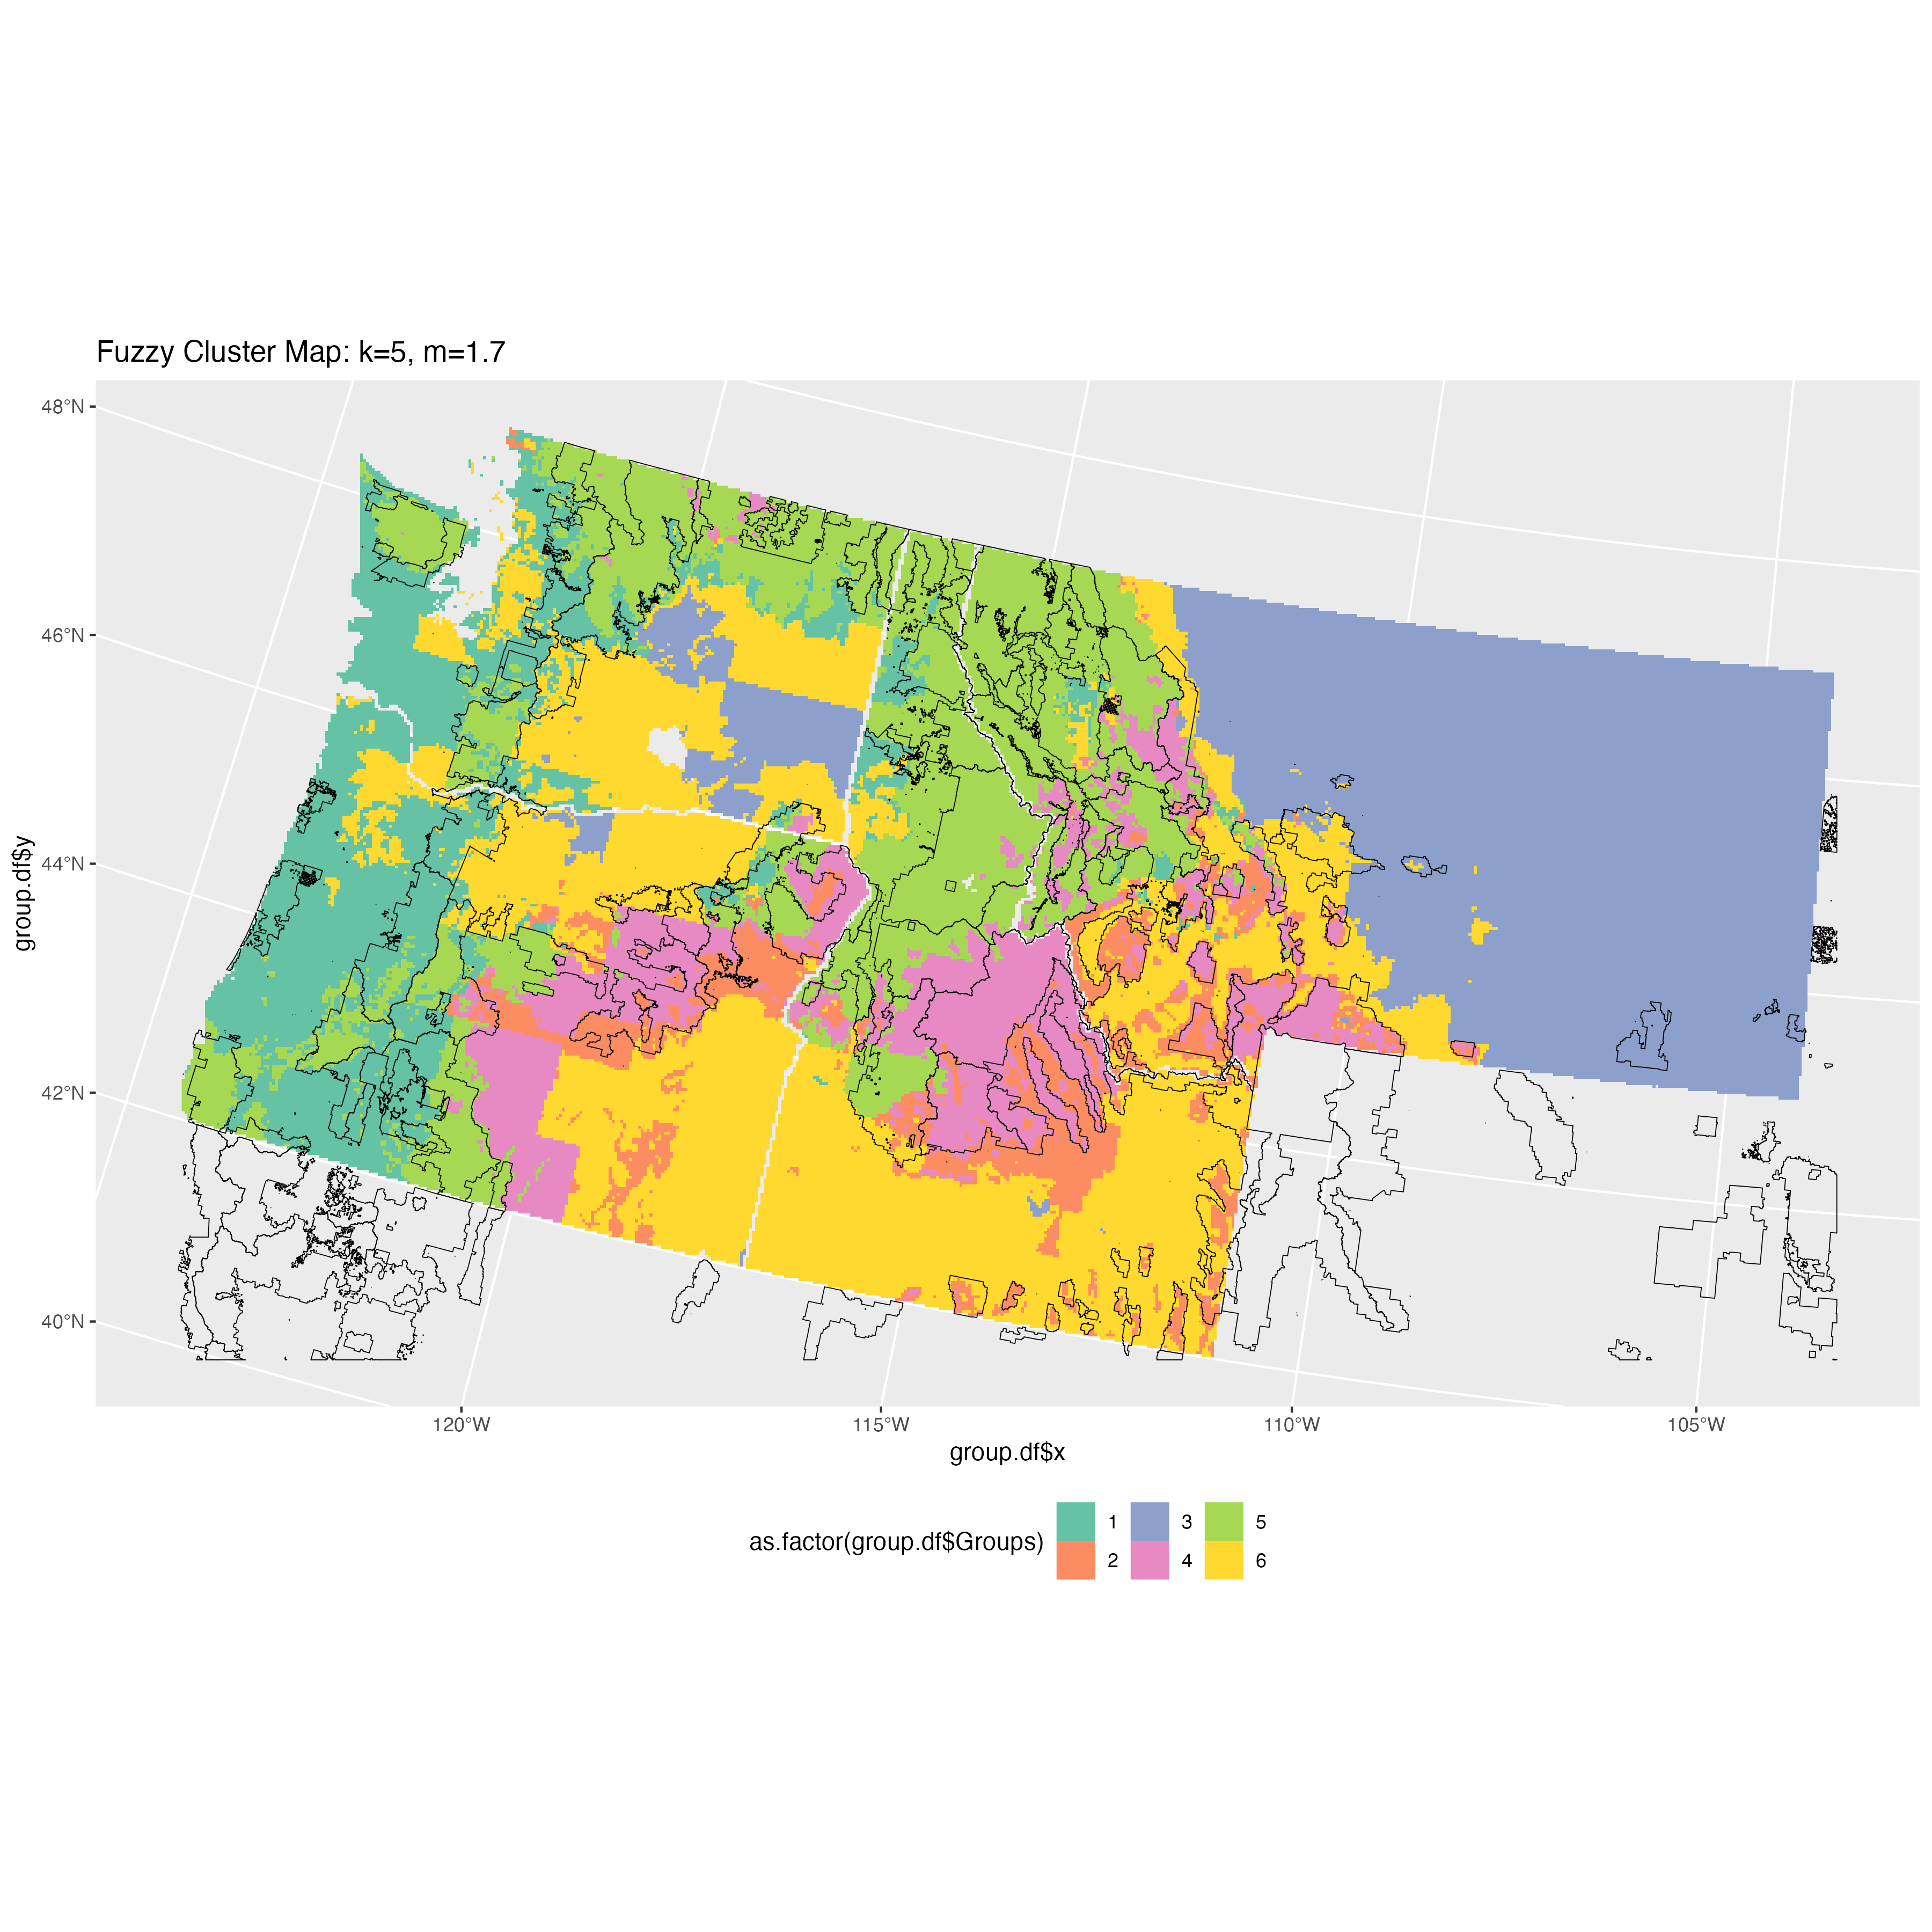 Fuzzy Cluster Map: k=5, m=1.7
48°N
46°N
44°N
42°N
40°N
group.df$y
120°W
115°W
110°W
105°W
group.df$x
as.factor(group.df$Groups)
1
3
5
2
4
6